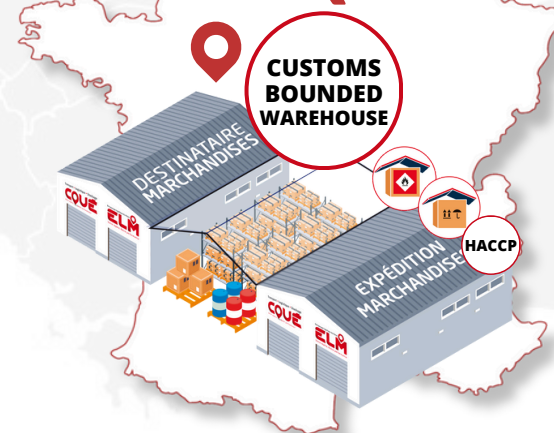 CUSTOMS
BOUNDED
WAREHOUSE
DESTINATAIRE
MARCHANDISES
COUÉ ELM
HACCP
EXPÉDITION
MARCHANDISES
COUÉ ELM